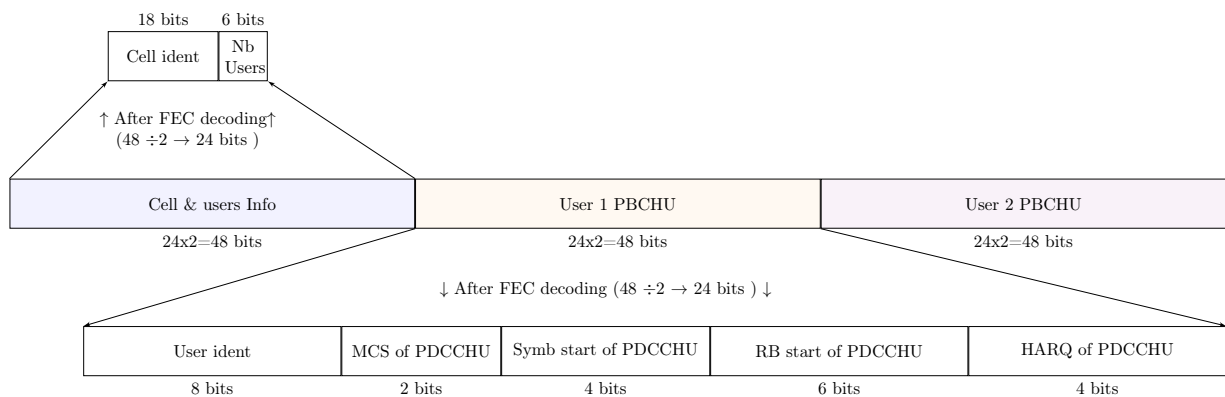 18 bits 6 bits
Cell ident
Nb
Users
↑ After FEC decoding↑
(48 ÷2 → 24 bits )
Cell & users Info
User 1 PBCHU
User 2 PBCHU
24x2=48 bits
24x2=48 bits
24x2=48 bits
↓ After FEC decoding (48 ÷2 → 24 bits ) ↓
User ident
MCS of PDCCHU
Symb start of PDCCHU
RB start of PDCCHU
HARQ of PDCCHU
8 bits
2 bits
4 bits
6 bits
4 bits